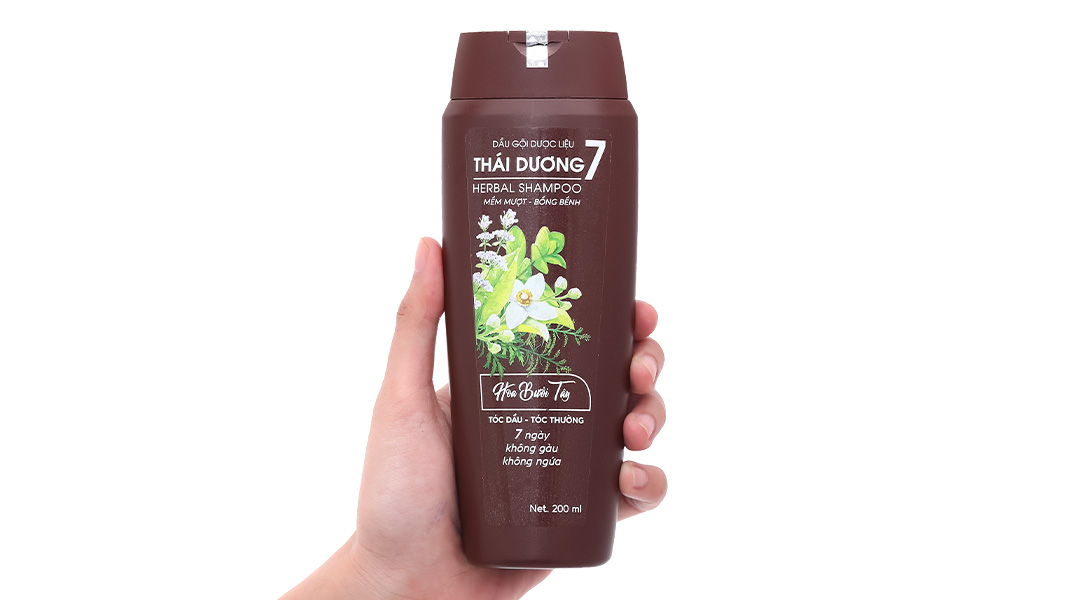 DẦU GỘI DƯỢC LIỆU
THÁI DƯƠNG 7
HERBAL SHAMPOO
MỀM MƯỢT - BỒNG BỀNH
Hoa Bưởi Tây
TÓC DẦU - TÓC THƯỜNG
7 ngày
không gàu
không ngứa
Net. 200 ml